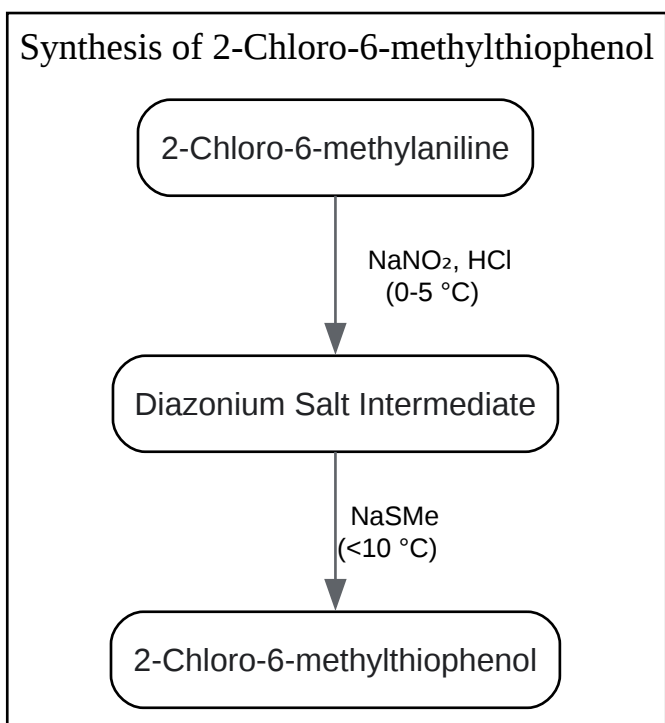 Synthesis of 2-Chloro-6-methylthiophenol
2-Chloro-6-methylaniline
NaNO₂, HCl
(0-5 °C)
Diazonium Salt Intermediate
NaSMe
(<10 °C)
2-Chloro-6-methylthiophenol